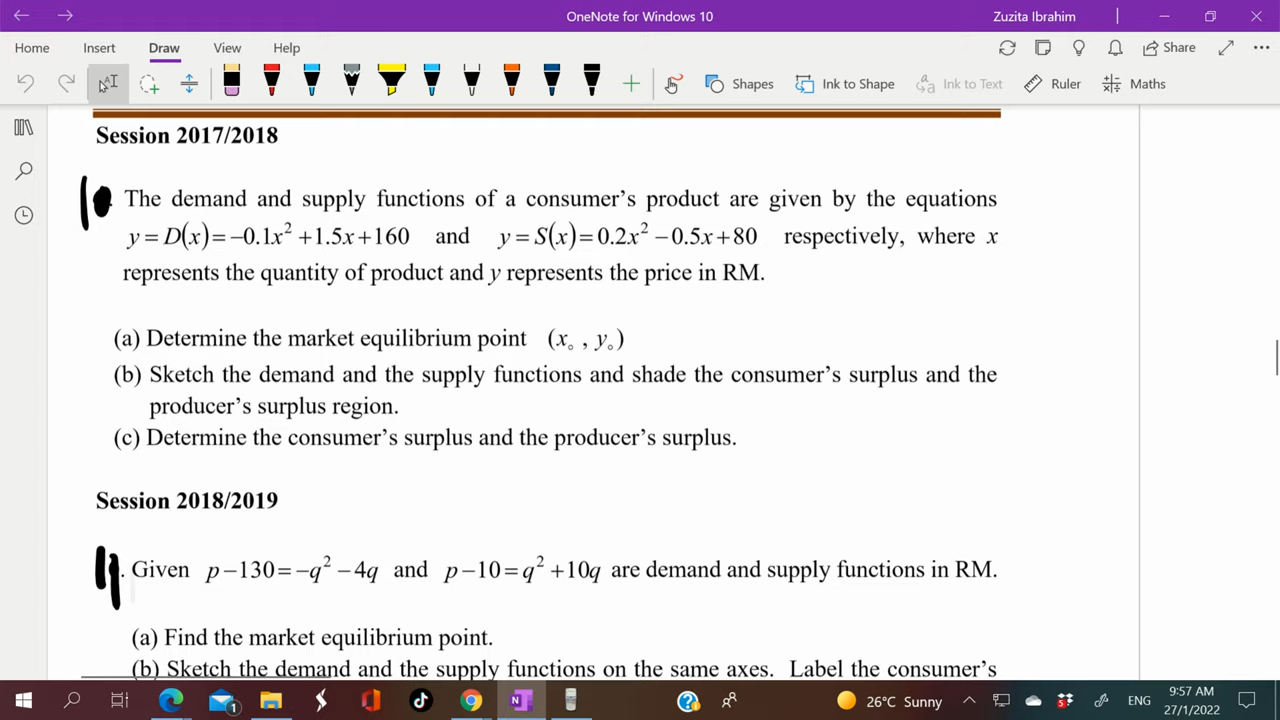 OneNote for Windows 10
Zuzita Ibrahim
Home Insert Draw View Help
Share
Shapes Ink to Shape Ink to Text Ruler Maths
Session 2017/2018
10. The demand and supply functions of a consumer's product are given by the equations
y = D(x) = −0.1x² + 1.5x + 160 and y = S(x) = 0.2x² − 0.5x + 80 respectively, where x
represents the quantity of product and y represents the price in RM.
(a) Determine the market equilibrium point (x₀ , y₀)
(b) Sketch the demand and the supply functions and shade the consumer's surplus and the
producer's surplus region.
(c) Determine the consumer's surplus and the producer's surplus.
Session 2018/2019
11. Given p − 130 = −q² − 4q and p − 10 = q² + 10q are demand and supply functions in RM.
(a) Find the market equilibrium point.
(b) Sketch the demand and the supply functions on the same axes. Label the consumer's
26°C Sunny
ENG
9:57 AM
27/1/2022